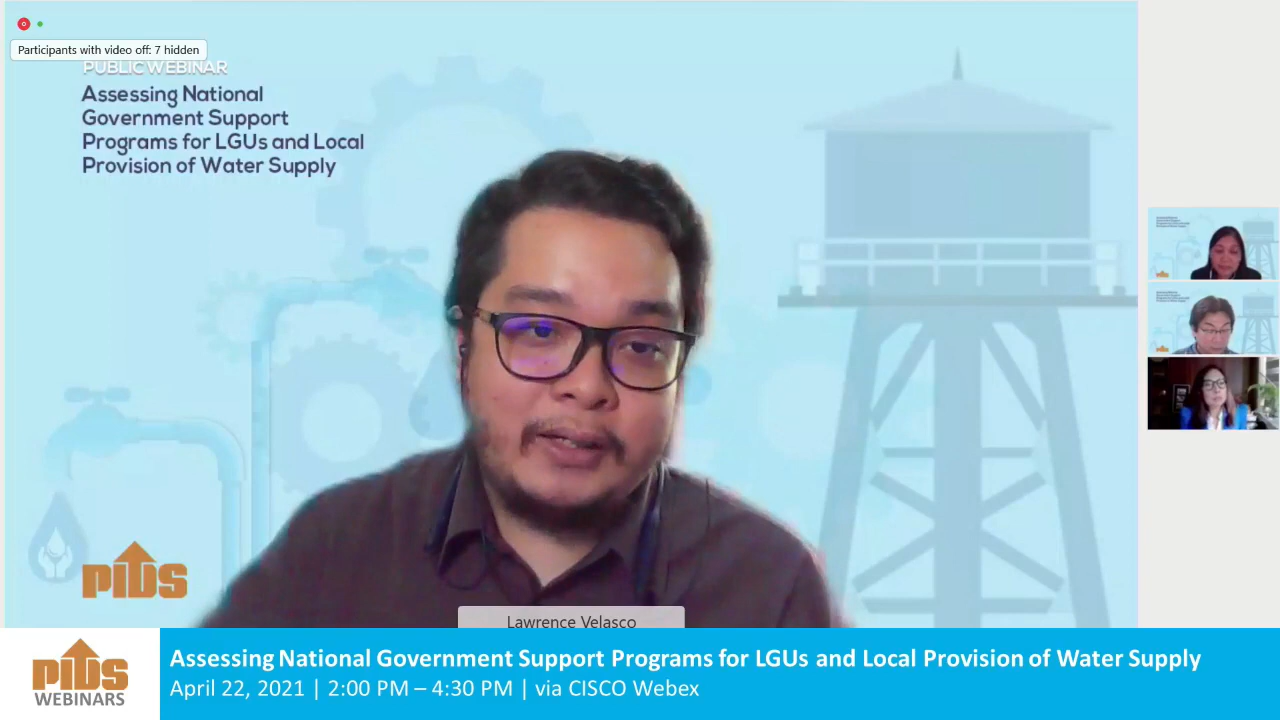 Participants with video off: 7 hidden
PUBLIC WEBINAR
Assessing National
Government Support
Programs for LGUs and Local
Provision of Water Supply
PIDS
Lawrence Velasco
PIDS
WEBINARS
Assessing National Government Support Programs for LGUs and Local Provision of Water Supply
April 22, 2021 | 2:00 PM – 4:30 PM | via CISCO Webex